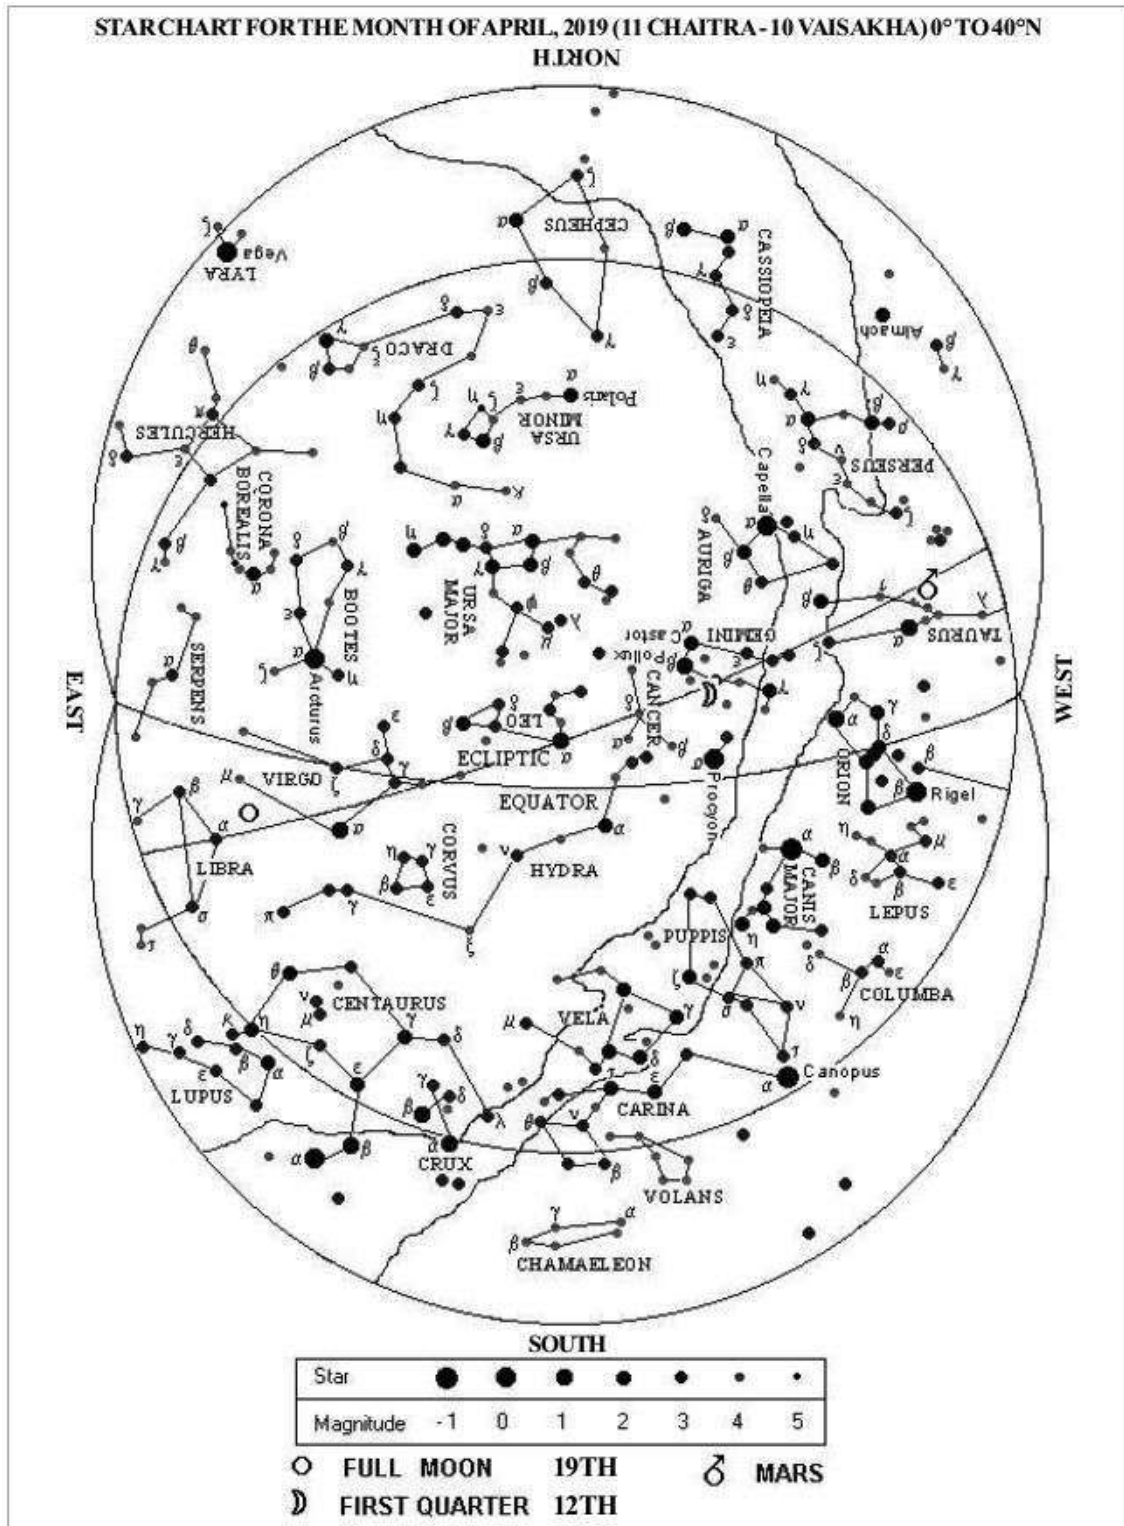 STAR CHART FOR THE MONTH OF APRIL, 2019 (11 CHAITRA - 10 VAISAKHA) 0° TO 40°N
NORTH
ζ
α
CEPHEUS
β
γ
β
α
CASSIOPEIA
γ
δ
ε
ζ
Vega
LYRA
Almach
β
γ
γ
β
ξ
DRACO
δ
ε
ζ
η
α
κ
θ
π
HERCULES
δ
ε
β
γ
η
ζ
ε
α
Polaris
URSA
MINOR
γ
β
η
γ
α
β
ρ
δ
ν
ε
PERSEUS
ζ
Capella
δ
α
η
β
AURIGA
θ
CORONA
BOREALIS
α
δ
β
γ
BOOTES
ε
α
ζ
η
Arcturus
η
δ
α
γ
β
URSA
MAJOR
θ
φ
λ
μ
β
τ
λ
TAURUS
α
ζ
Castor
α
GEMINI
Pollux
β
ε
γ
SERPENS
α
EAST
WEST
δ
LEO
α
ECLIPTIC
δ
CANCER
α
β
ε
δ
γ
VIRGO
ζ
α
μ
EQUATOR
α
Procyon
α
γ
δ
β
ORION
β
Rigel
β
γ
α
LIBRA
σ
τ
CORVUS
η
γ
β
ε
ν
HYDRA
α
π
γ
ξ
α
β
CANIS
MAJOR
η
η
μ
α
δ
β
ε
LEPUS
PUPPIS
ζ
π
σ
ν
τ
δ
α
β
ε
COLUMBA
η
θ
ν
CENTAURUS
μ
γ
δ
κ
η
ζ
ε
λ
α
β
η
γ
δ
β
ε
α
LUPUS
μ
VELA
γ
δ
α
Canopus
ι
ε
CARINA
θ
ν
β
γ
δ
β
α
CRUX
VOLANS
γ
α
β
CHAMAELEON
SOUTH
Star
Magnitude -1 0 1 2 3 4 5
FULL MOON 19TH
MARS
FIRST QUARTER 12TH